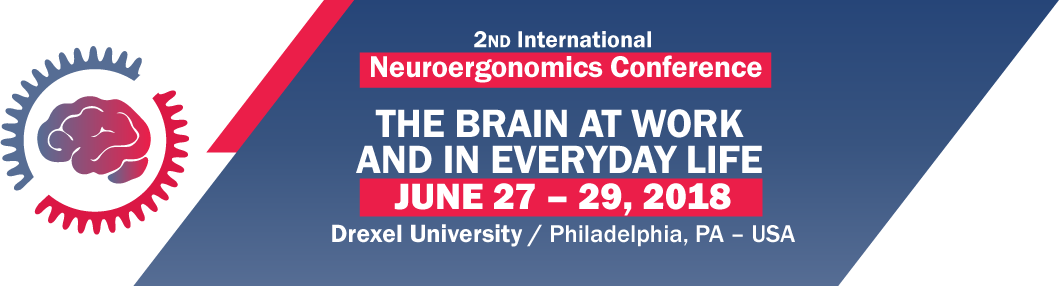 2ND International
Neuroergonomics Conference
THE BRAIN AT WORK
AND IN EVERYDAY LIFE
JUNE 27 – 29, 2018
Drexel University / Philadelphia, PA – USA